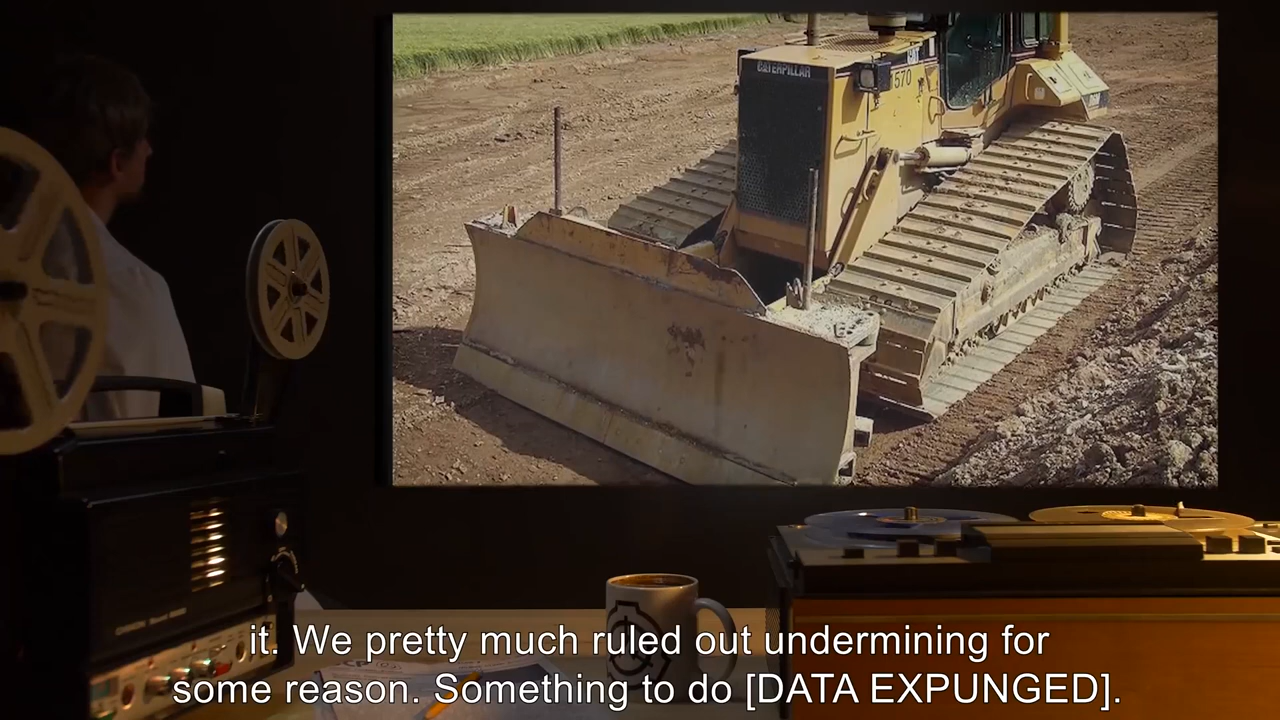 CATERPILLAR
570
it. We pretty much ruled out undermining for
some reason. Something to do [DATA EXPUNGED].